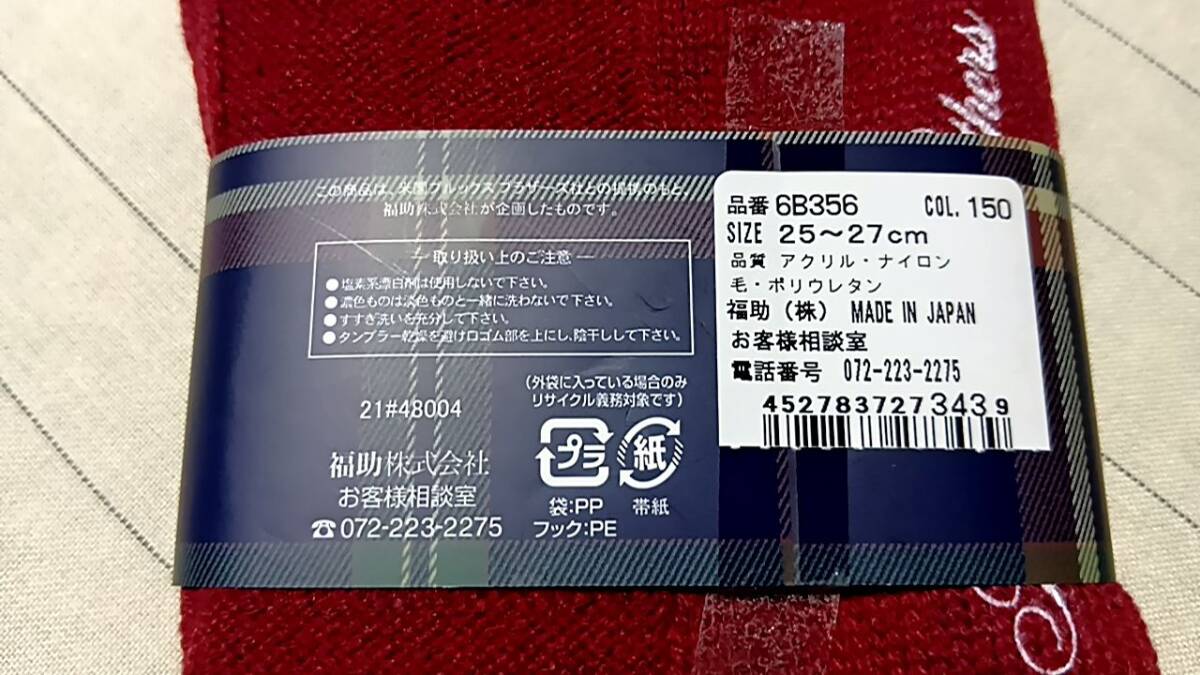 この商品は、米国ブルックス ブラザーズ社との提携のもと、
福助株式会社が企画したものです。
取り扱い上のご注意
●塩素系漂白剤は使用しないで下さい。
●濃色ものは淡色ものと一緒に洗わないで下さい。
●すすぎ洗いを充分して下さい。
●タンブラー乾燥を避け口ゴム部を上にし、陰干しして下さい。
21#48004
福助株式会社
お客様相談室
☎072-223-2275
(外袋に入っている場合のみ
リサイクル義務対象です)
プラ 紙
袋:PP 帯紙
フック:PE
品番 6B356 COL. 150
SIZE 25～27cm
品質 アクリル・ナイロン
毛・ポリウレタン
福助(株) MADE IN JAPAN
お客様相談室
電話番号 072-223-2275
4527837273439